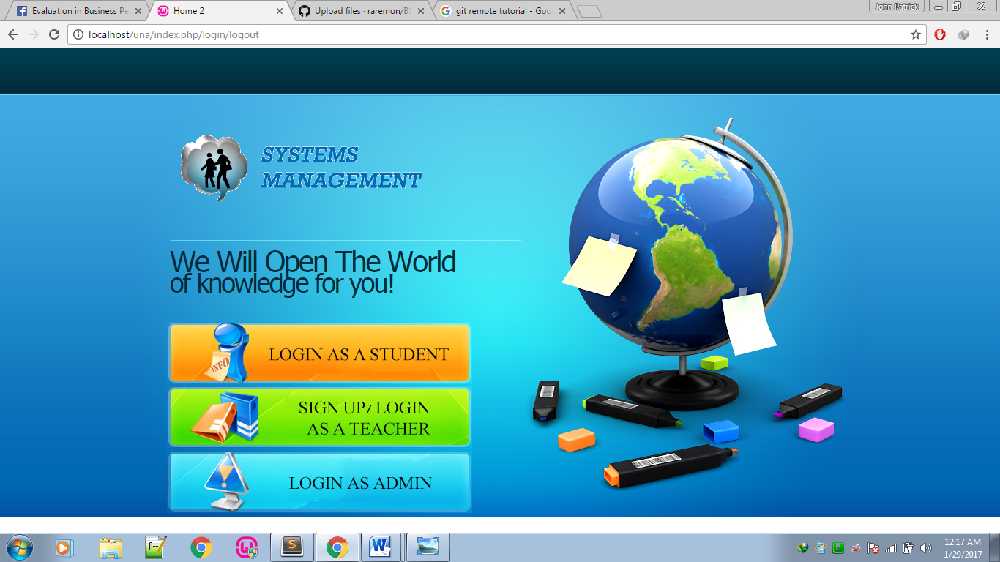 Evaluation in Business Pe
Home 2
Upload files · raremon/BS
git remote tutorial - Goo
John Patrick
localhost/una/index.php/login/logout
SYSTEMS
MANAGEMENT
We Will Open The World
of knowledge for you!
INFO
LOGIN AS A STUDENT
SIGN UP/ LOGIN
AS A TEACHER
LOGIN AS ADMIN
12:17 AM
1/29/2017